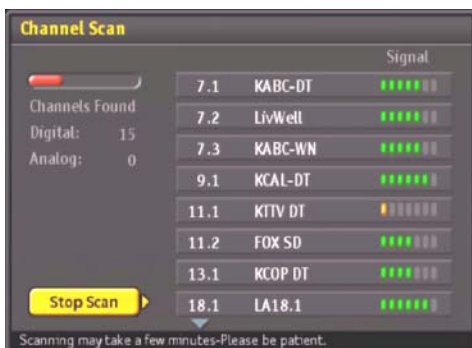 Channel Scan
Signal
Channels Found
Digital: 15
Analog: 0
7.1 KABC-DT
7.2 LivWell
7.3 KABC-WN
9.1 KCAL-DT
11.1 KTTV DT
11.2 FOX SD
13.1 KCOP DT
18.1 LA18.1
Stop Scan
Scanning may take a few minutes-Please be patient.